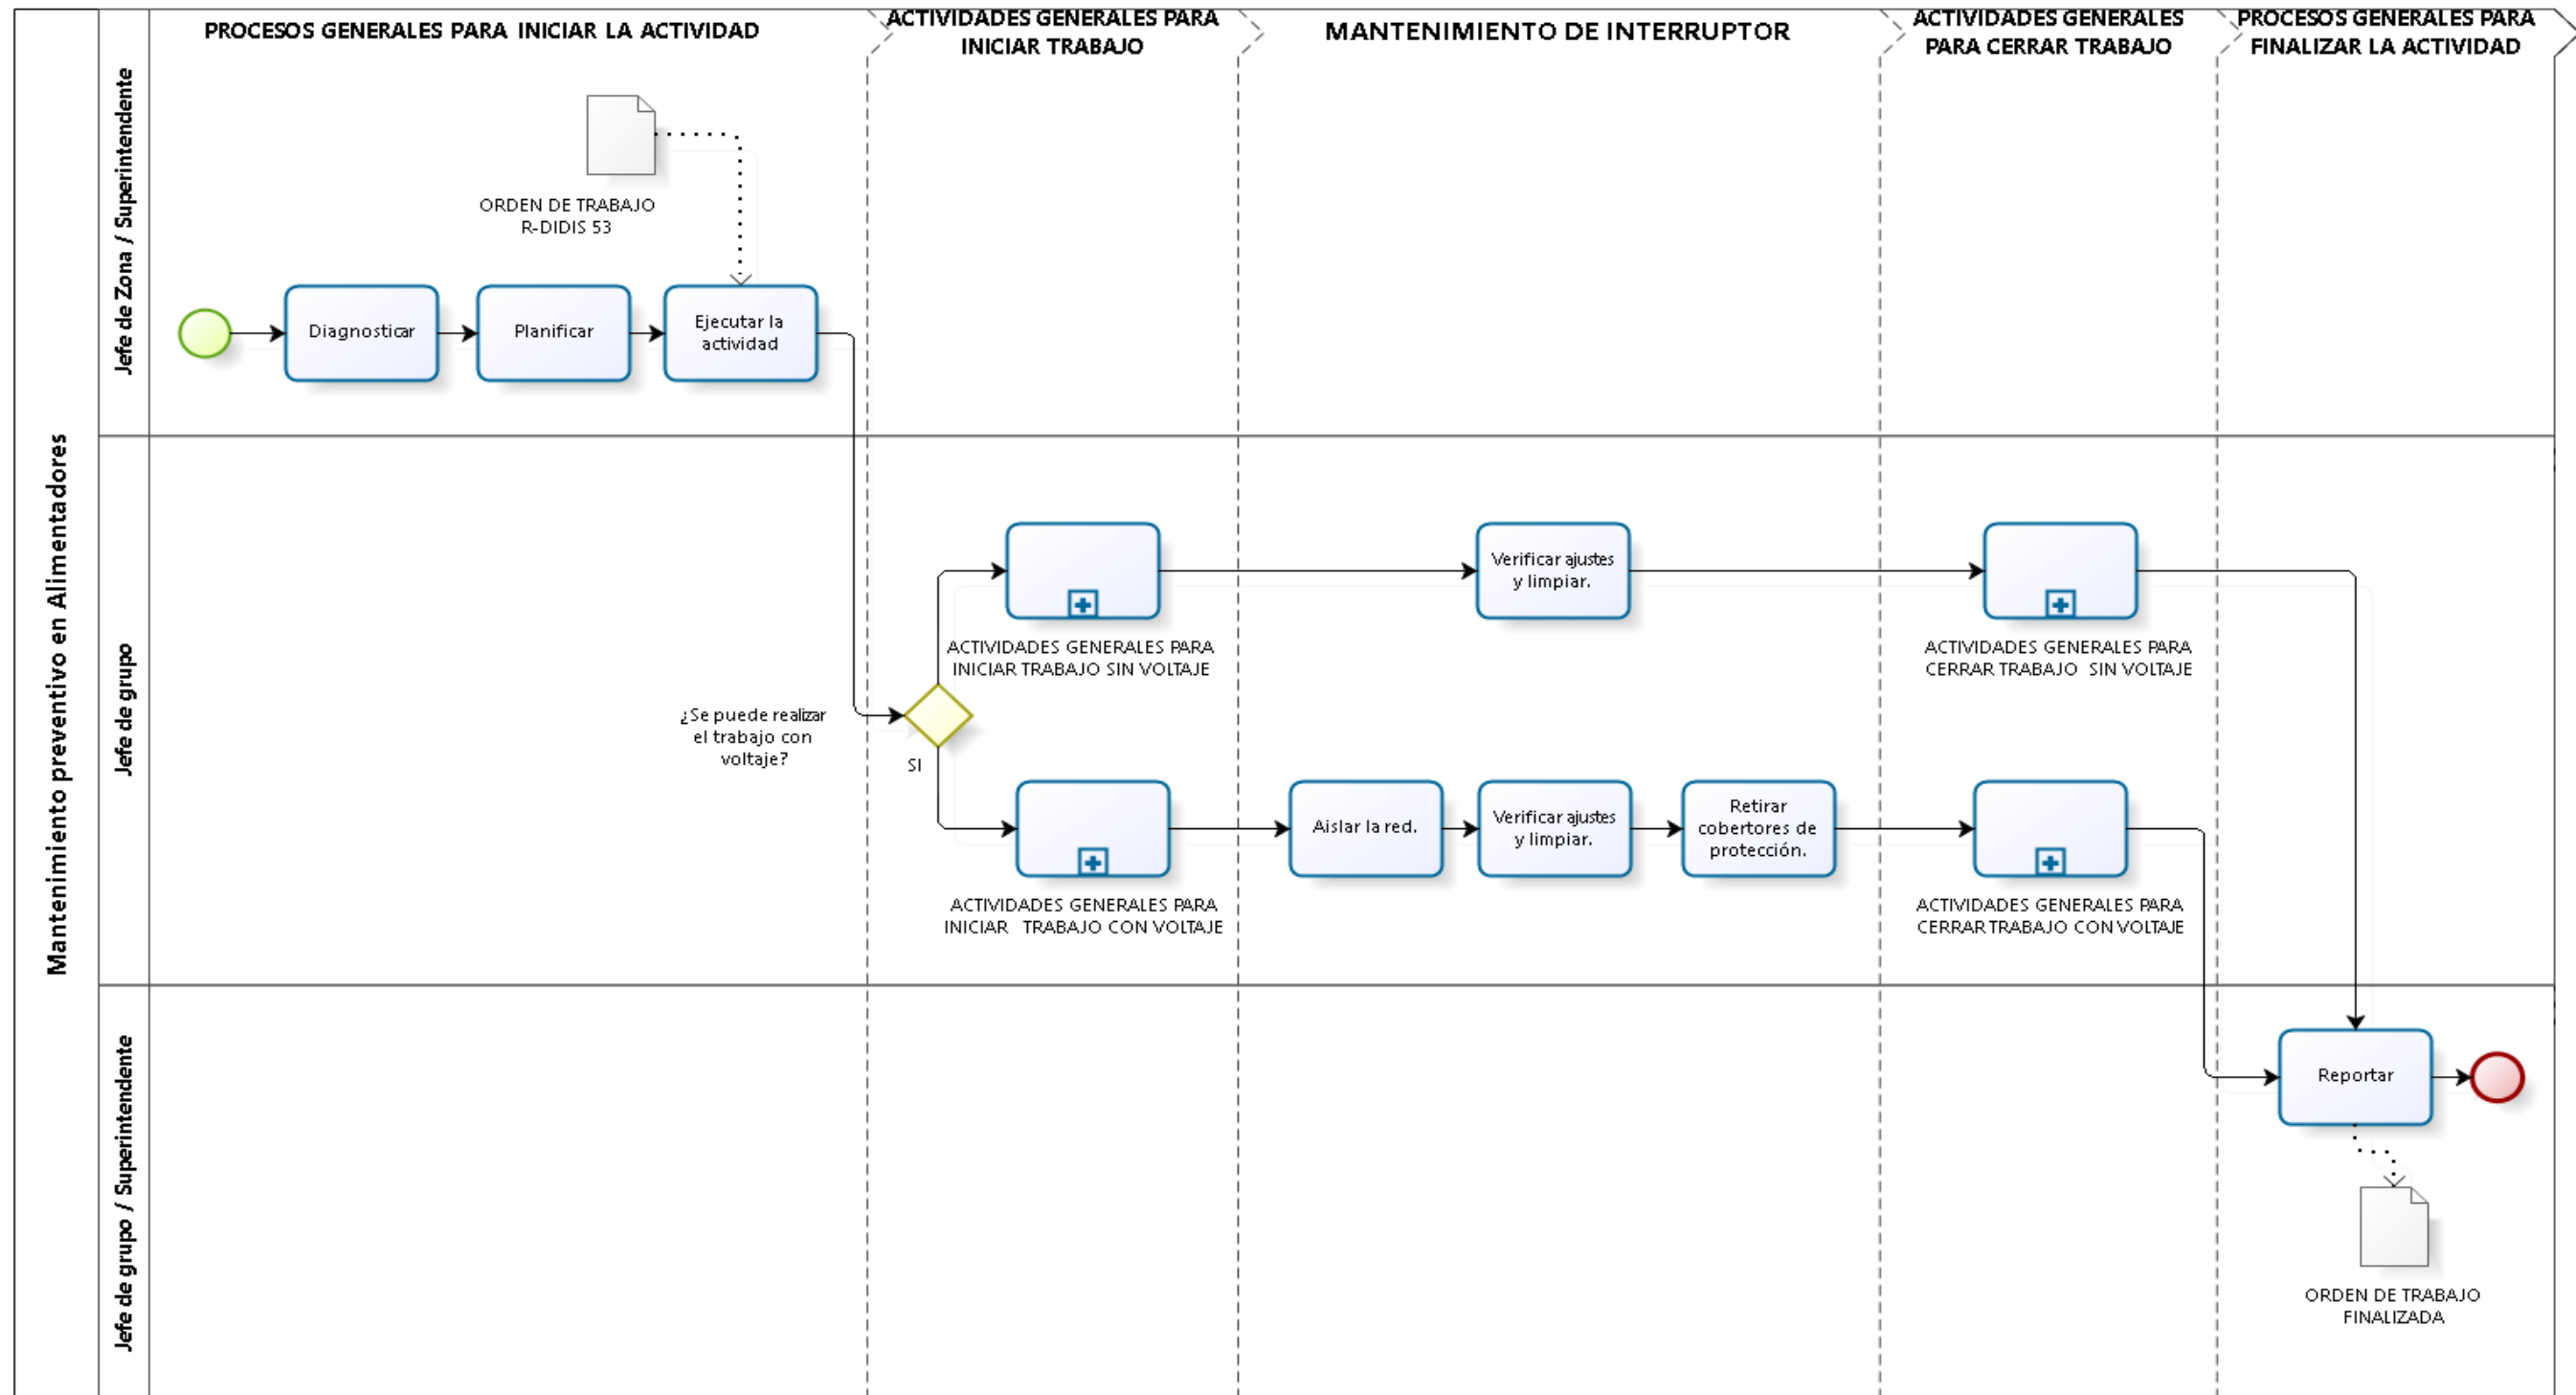 PROCESOS GENERALES PARA INICIAR LA ACTIVIDAD
ACTIVIDADES GENERALES PARA
INICIAR TRABAJO
MANTENIMIENTO DE INTERRUPTOR
ACTIVIDADES GENERALES
PARA CERRAR TRABAJO
PROCESOS GENERALES PARA
FINALIZAR LA ACTIVIDAD
Mantenimiento preventivo en Alimentadores
Jefe de Zona / Superintendente
ORDEN DE TRABAJO
R-DIDIS 53
Diagnosticar
Planificar
Ejecutar la
actividad
Jefe de grupo
¿Se puede realizar
el trabajo con
voltaje?
SI
ACTIVIDADES GENERALES PARA
INICIAR TRABAJO SIN VOLTAJE
Verificar ajustes
y limpiar.
ACTIVIDADES GENERALES PARA
CERRAR TRABAJO SIN VOLTAJE
ACTIVIDADES GENERALES PARA
INICIAR TRABAJO CON VOLTAJE
Aislar la red.
Verificar ajustes
y limpiar.
Retirar
cobertores de
protección.
ACTIVIDADES GENERALES PARA
CERRAR TRABAJO CON VOLTAJE
Jefe de grupo / Superintendente
Reportar
ORDEN DE TRABAJO
FINALIZADA